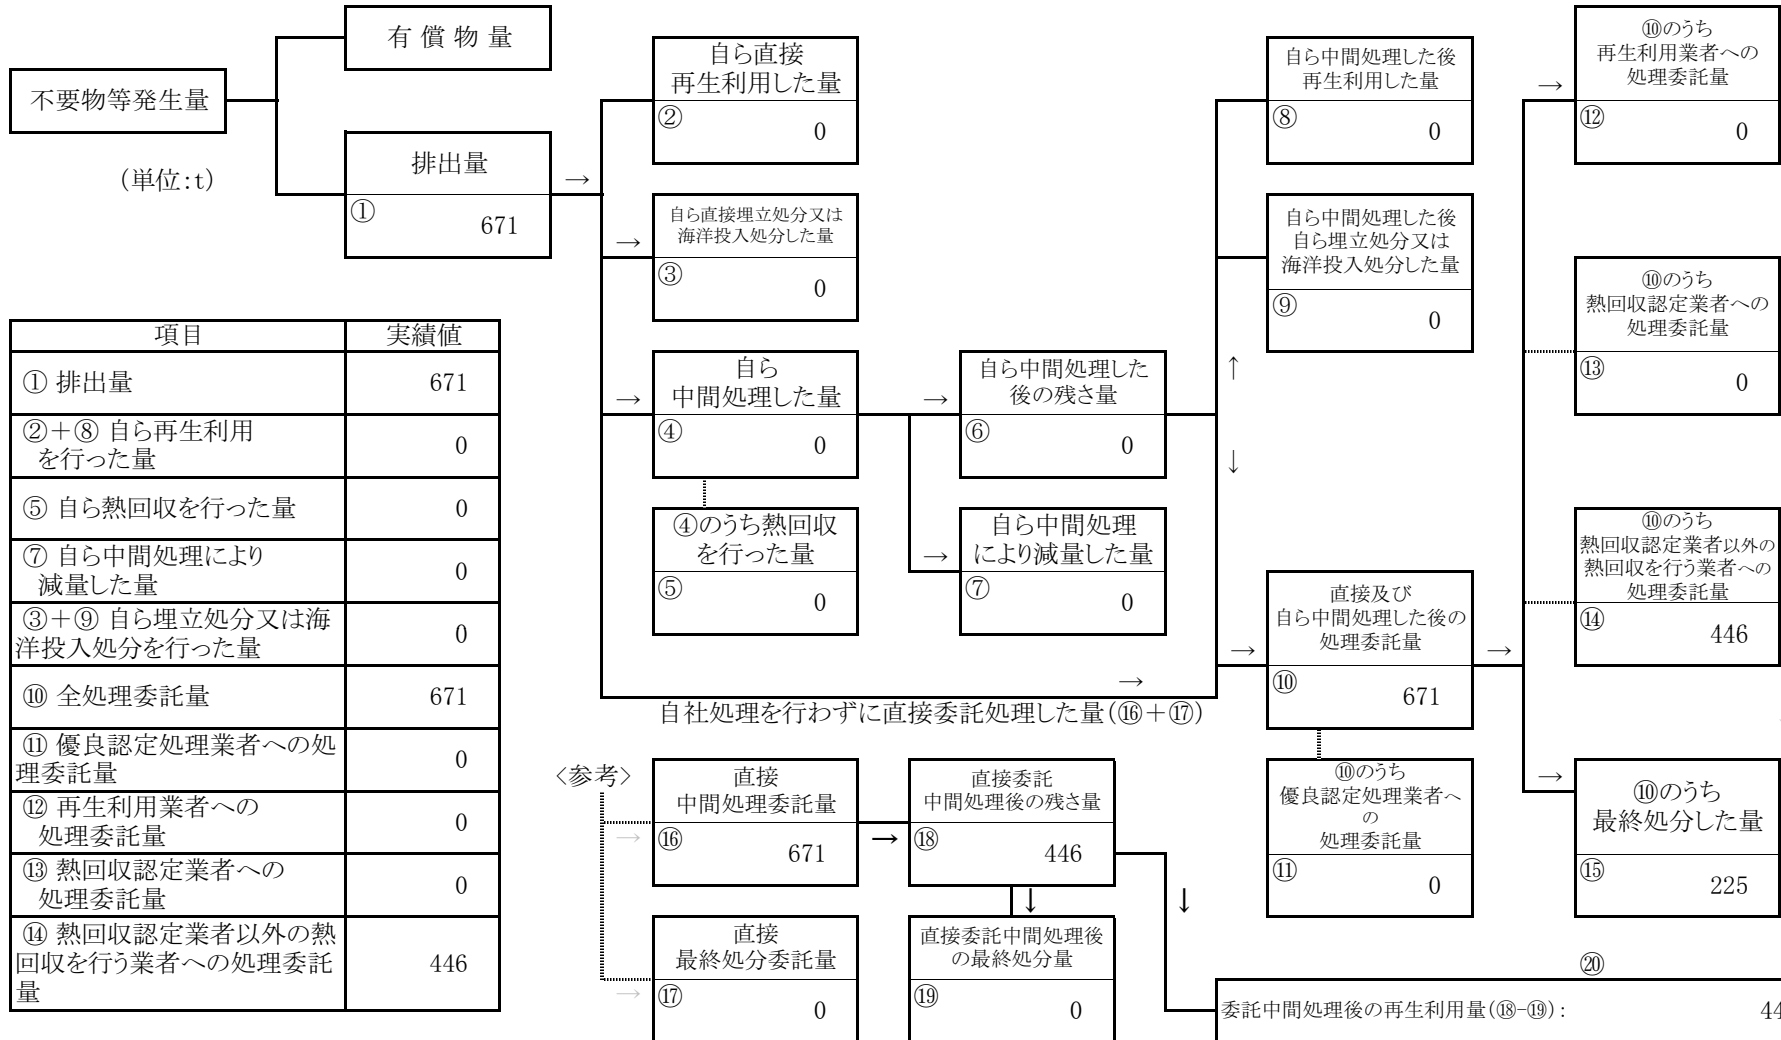 有 償 物 量
不要物等発生量
(単位:t)
排出量
①
671
→
自ら直接
再生利用した量
②
0
→
自ら直接埋立処分又は
海洋投入処分した量
③
0
→
自ら
中間処理した量
④
0
④のうち熱回収
を行った量
⑤
0
→
自ら中間処理した
後の残さ量
⑥
0
→
自ら中間処理
により減量した量
⑦
0
↑
↓
自ら中間処理した後
再生利用した量
⑧
0
自ら中間処理した後
自ら埋立処分又は
海洋投入処分した量
⑨
0
→
自社処理を行わずに直接委託処理した量(⑯+⑰)
→
直接及び
自ら中間処理した後の
処理委託量
⑩
671
⑩のうち
優良認定処理業者へ
の
処理委託量
⑪
0
→
→
⑩のうち
再生利用業者への
処理委託量
⑫
0
⑩のうち
熱回収認定業者への
処理委託量
⑬
0
⑩のうち
熱回収認定業者以外の
熱回収を行う業者への
処理委託量
⑭
446
→
⑩のうち
最終処分した量
⑮
225
項目 実績値
① 排出量 671
②+⑧ 自ら再生利用
を行った量 0
⑤ 自ら熱回収を行った量 0
⑦ 自ら中間処理により
減量した量 0
③+⑨ 自ら埋立処分又は海
洋投入処分を行った量 0
⑩ 全処理委託量 671
⑪ 優良認定処理業者への処
理委託量 0
⑫ 再生利用業者への
処理委託量 0
⑬ 熱回収認定業者への
処理委託量 0
⑭ 熱回収認定業者以外の熱
回収を行う業者への処理委託
量 446
<参考>
→
直接
中間処理委託量
⑯
671
→
直接委託
中間処理後の残さ量
⑱
446
↓
↓
→
直接
最終処分委託量
⑰
0
直接委託中間処理後
の最終処分量
⑲
0
⑳
委託中間処理後の再生利用量(⑱-⑲):